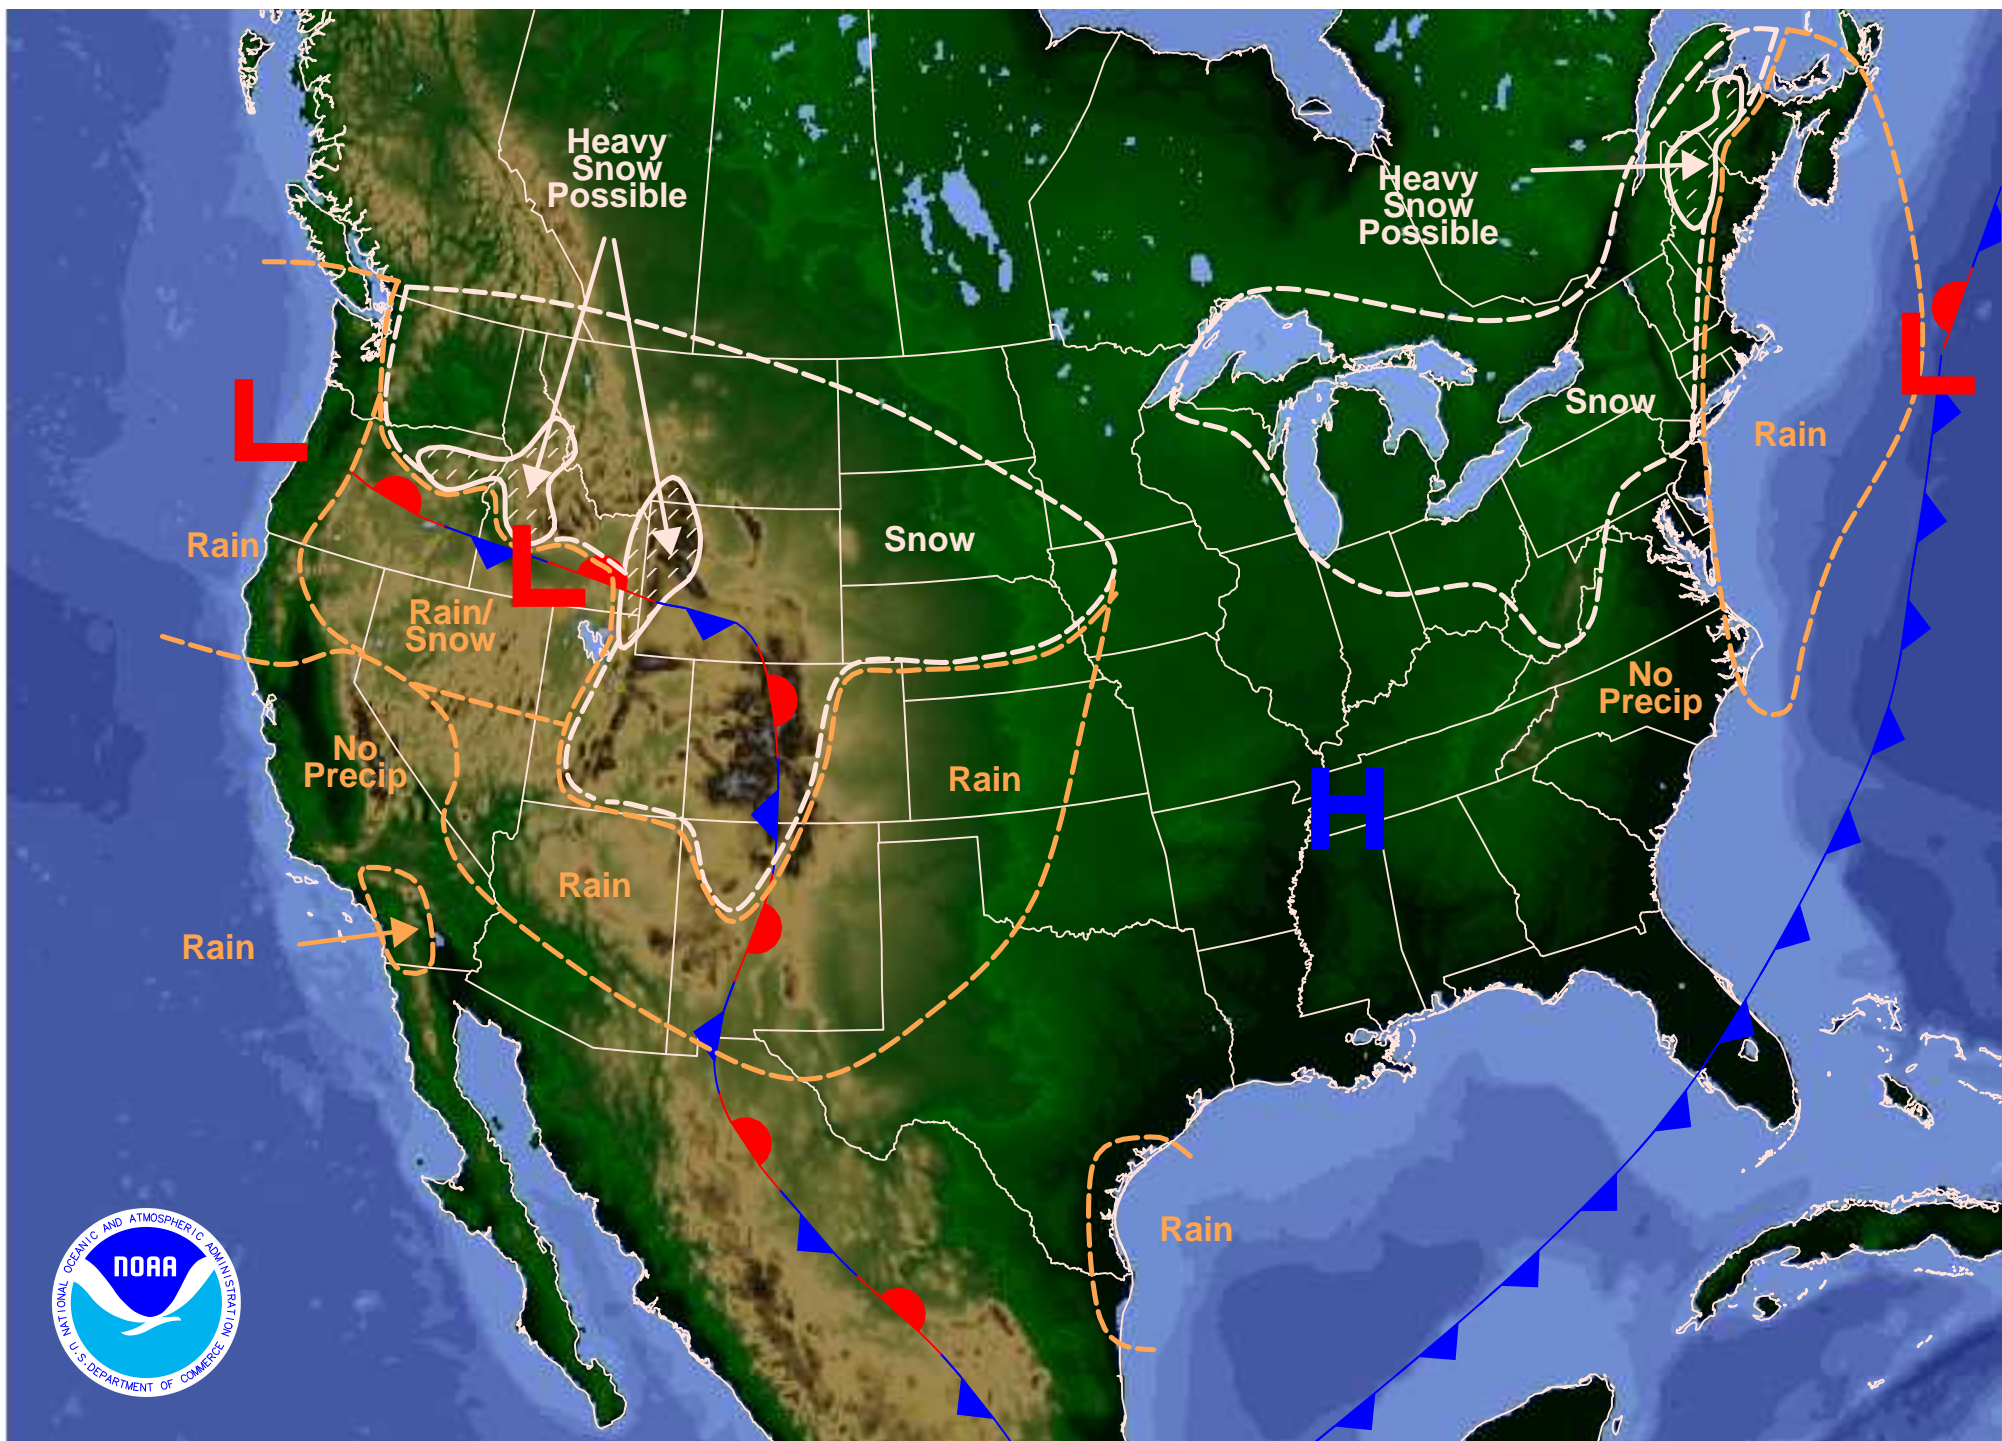 Heavy
Snow
Possible
Heavy
Snow
Possible
L
L
Snow
Rain
L
Rain
Snow
Rain/
Snow
No
Precip
No
Precip
Rain
H
Rain
Rain
Rain
NATIONAL OCEANIC AND ATMOSPHERIC ADMINISTRATION
NOAA
U.S. DEPARTMENT OF COMMERCE